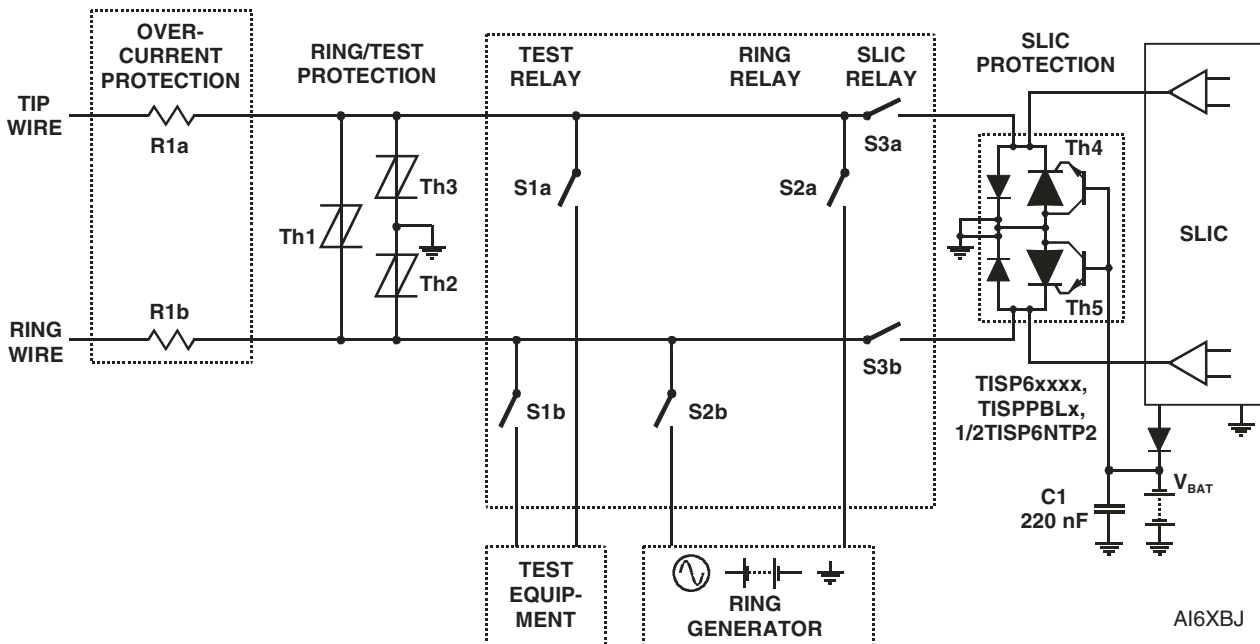 OVER-
CURRENT
PROTECTION
RING/TEST
PROTECTION
TEST
RELAY
RING
RELAY
SLIC
RELAY
SLIC
PROTECTION
TIP
WIRE
R1a
S3a
Th4
Th3
S1a
S2a
Th1
SLIC
Th2
R1b
Th5
RING
WIRE
S3b
TISP6xxxx,
TISPPBLx,
1/2TISP6NTP2
S1b
S2b
C1
220 nF
VBAT
TEST
EQUIP-
MENT
RING
GENERATOR
AI6XBJ